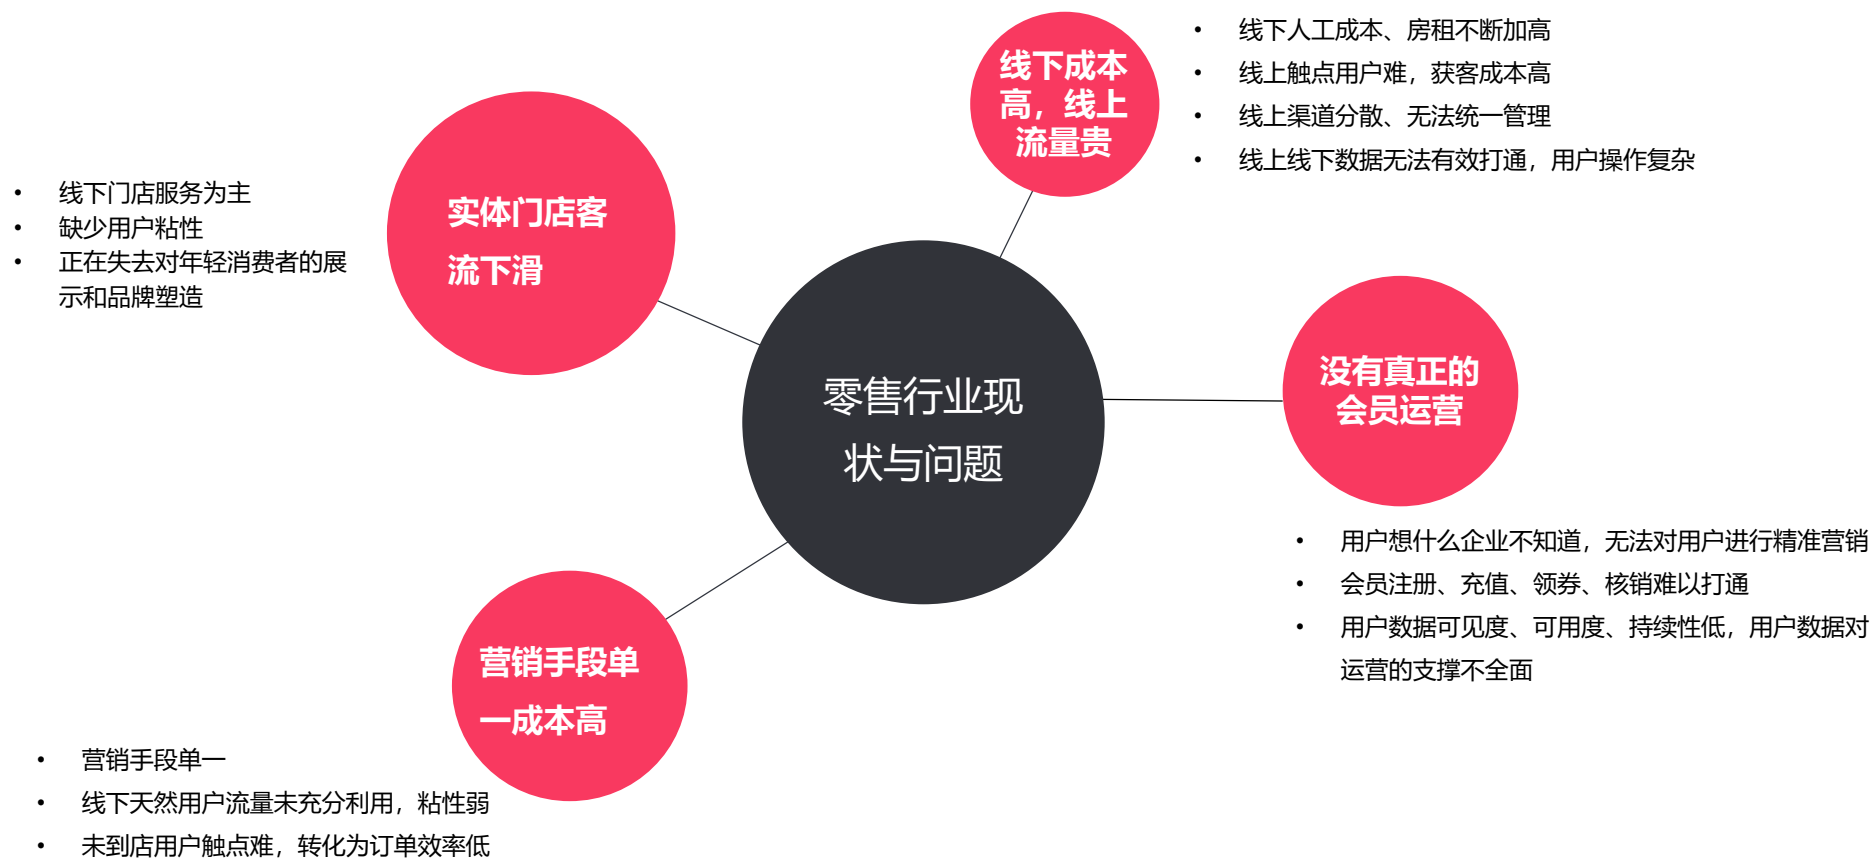 线下成本
高，线上
流量贵
• 线下人工成本、房租不断加高
• 线上触点用户难，获客成本高
• 线上渠道分散、无法统一管理
• 线上线下数据无法有效打通，用户操作复杂
实体门店客
流下滑
• 线下门店服务为主
• 缺少用户粘性
• 正在失去对年轻消费者的展
示和品牌塑造
零售行业现
状与问题
没有真正的
会员运营
• 用户想什么企业不知道，无法对用户进行精准营销
• 会员注册、充值、领券、核销难以打通
• 用户数据可见度、可用度、持续性低，用户数据对
运营的支撑不全面
营销手段单
一成本高
• 营销手段单一
• 线下天然用户流量未充分利用，粘性弱
• 未到店用户触点难，转化为订单效率低